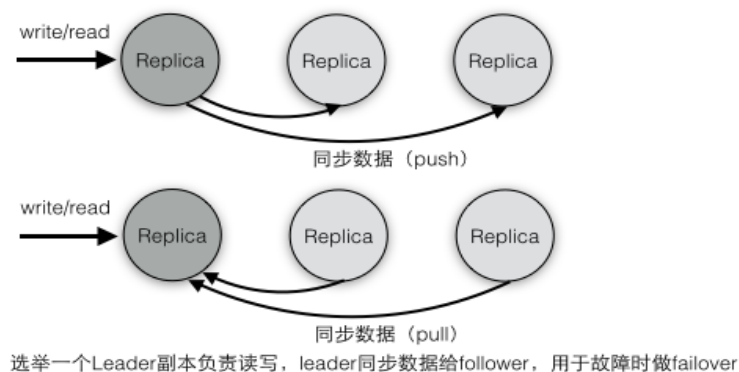 write/read
Replica Replica Replica
同步数据（push）
write/read
Replica Replica Replica
同步数据（pull）
选举一个Leader副本负责读写，leader同步数据给follower，用于故障时做failover